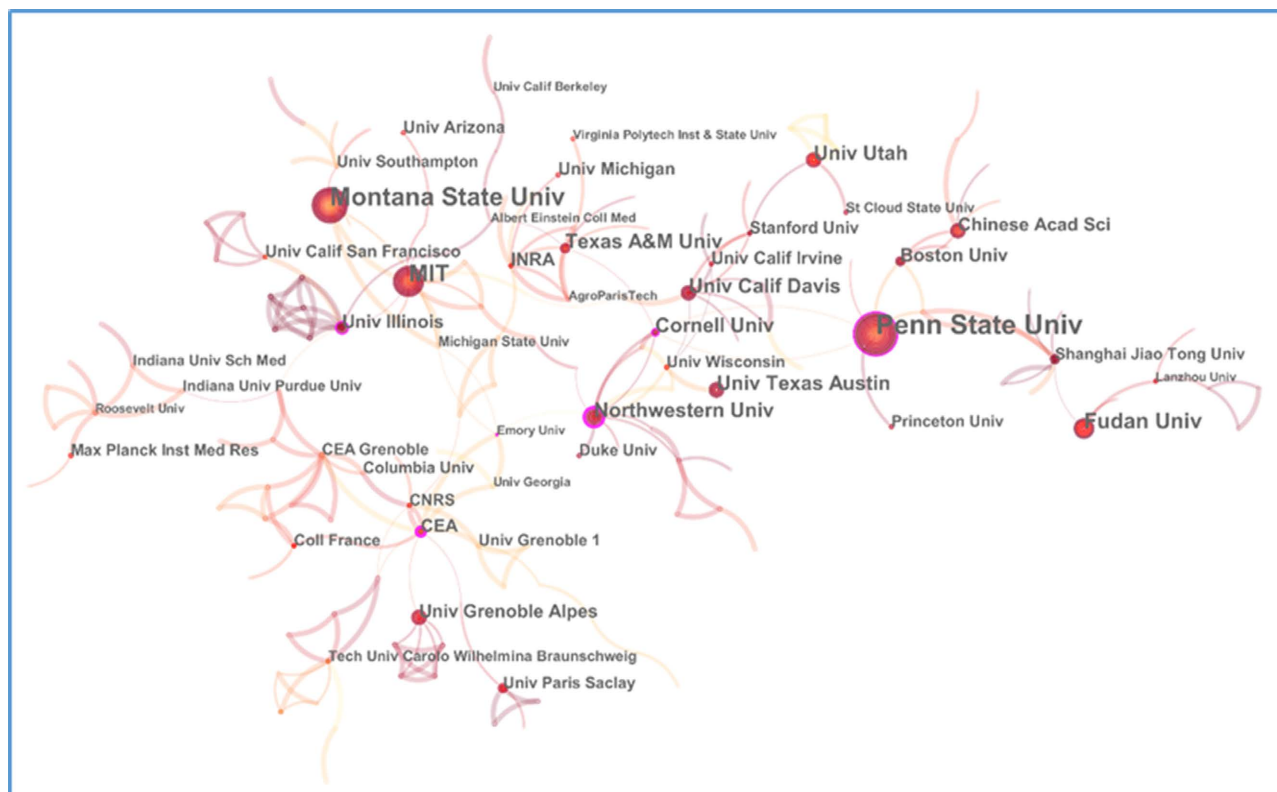 Univ Calif Berkeley
Univ Arizona
Virginia Polytech Inst & State Univ
Univ Utah
Univ Southampton
Univ Michigan
Montana State Univ
St Cloud State Univ
Albert Einstein Coll Med
Chinese Acad Sci
Stanford Univ
Texas A&M Univ
Univ Calif San Francisco
Boston Univ
Univ Calif Irvine
INRA
MIT
Univ Calif Davis
AgroParisTech
Univ Illinois
Cornell Univ
Penn State Univ
Michigan State Univ
Shanghai Jiao Tong Univ
Indiana Univ Sch Med
Univ Wisconsin
Lanzhou Univ
Indiana Univ Purdue Univ
Univ Texas Austin
Roosevelt Univ
Northwestern Univ
Princeton Univ
Fudan Univ
Emory Univ
Max Planck Inst Med Res
CEA Grenoble
Duke Univ
Columbia Univ
Univ Georgia
CNRS
CEA
Coll France
Univ Grenoble 1
Univ Grenoble Alpes
Tech Univ Carolo Wilhelmina Braunschweig
Univ Paris Saclay